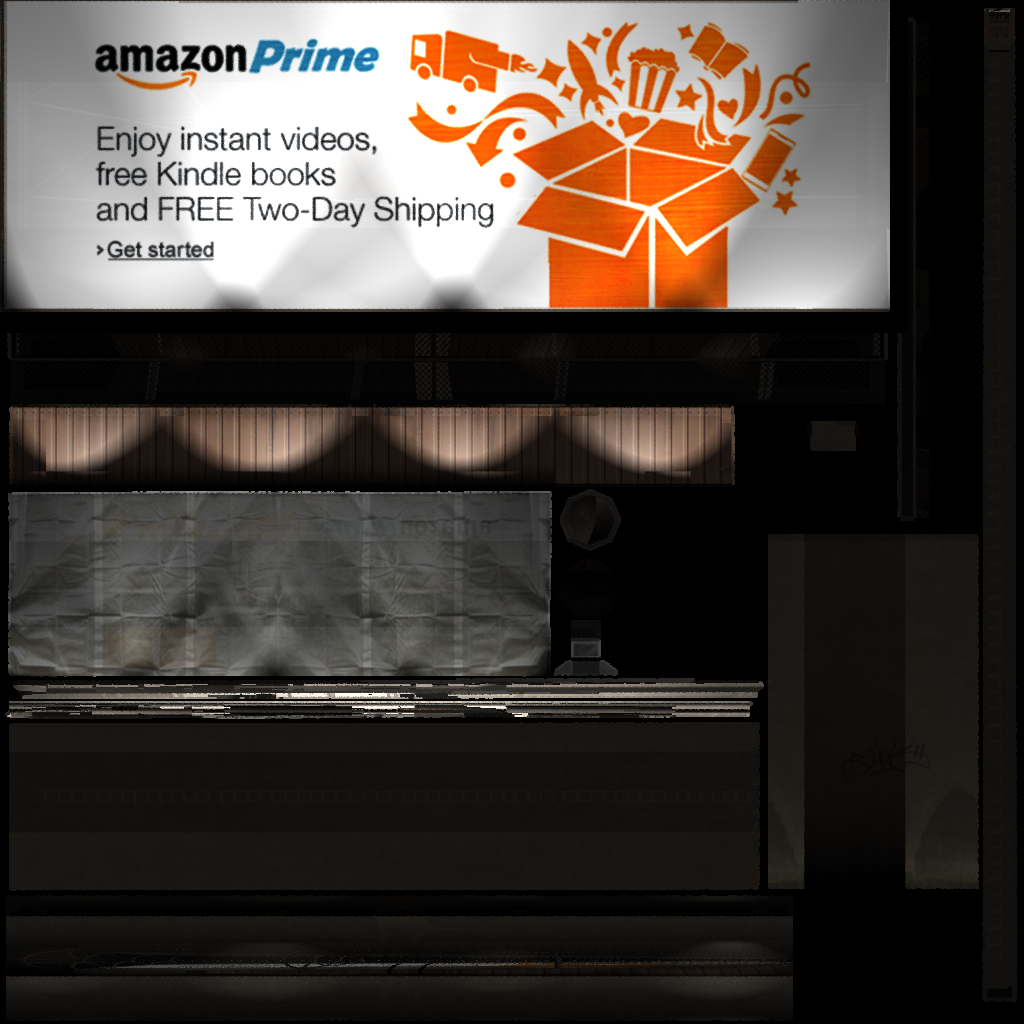 amazonPrime
Enjoy instant videos,
free Kindle books
and FREE Two-Day Shipping
›Get started